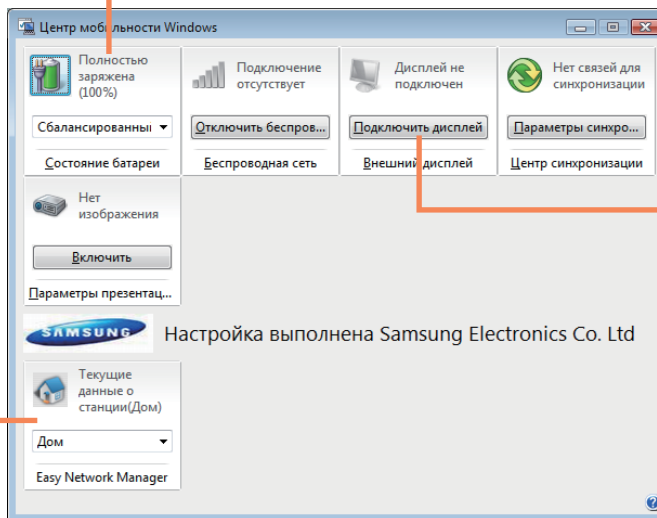 Центр мобильности Windows
Полностью
заряжена
(100%)
Сбалансированны
Состояние батареи
Подключение
отсутствует
Отключить беспров...
Беспроводная сеть
Дисплей не
подключен
Подключить дисплей
Внешний дисплей
Нет связей для
синхронизации
Параметры синхро...
Центр синхронизации
Нет
изображения
Включить
Параметры презентац...
SAMSUNG Настройка выполнена Samsung Electronics Co. Ltd
Текущие
данные о
станции(Дом)
Дом
Easy Network Manager